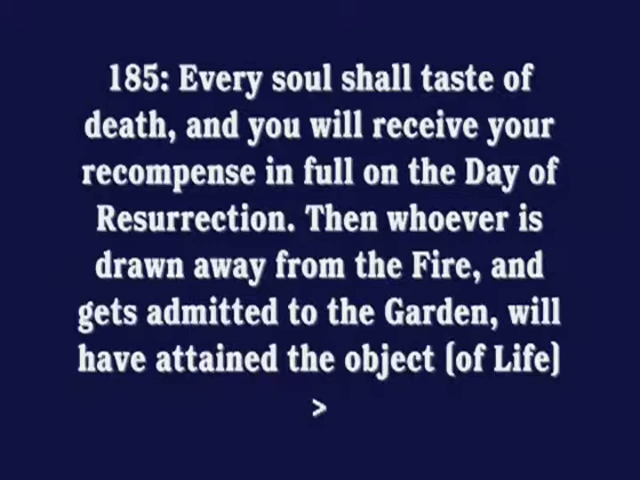 185: Every soul shall taste of
death, and you will receive your
recompense in full on the Day of
Resurrection. Then whoever is
drawn away from the Fire, and
gets admitted to the Garden, will
have attained the object (of Life)
>